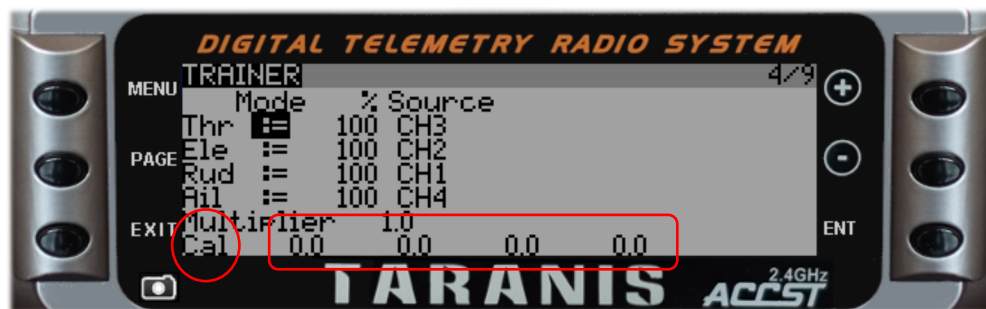 DIGITAL TELEMETRY RADIO SYSTEM
TRAINER 4/9
MENU
Mode % Source
Thr := 100 CH3
PAGE
Ele := 100 CH2
Rud := 100 CH1
Ail := 100 CH4
EXIT
Multiplier 1.0
ENT
Cal 0.0 0.0 0.0 0.0
TARANIS
2.4GHz
ACCST
+
-